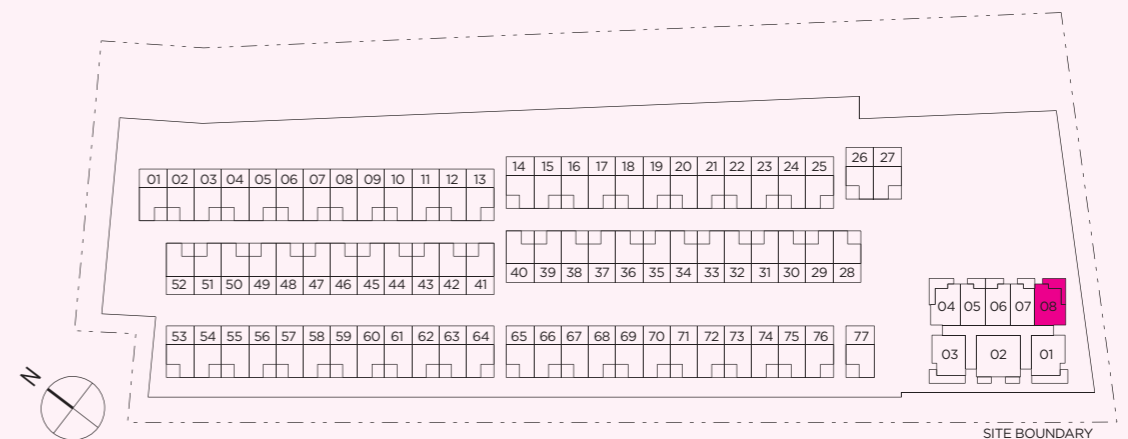 14 15 16 17 18 19 20 21 22 23 24 25
26 27
01 02 03 04 05 06 07 08 09 10 11 12 13
40 39 38 37 36 35 34 33 32 31 30 29 28
52 51 50 49 48 47 46 45 44 43 42 41
04 05 06 07 08
53 54 55 56 57 58 59 60 61 62 63 64
65 66 67 68 69 70 71 72 73 74 75 76
77
03 02 01
N
SITE BOUNDARY